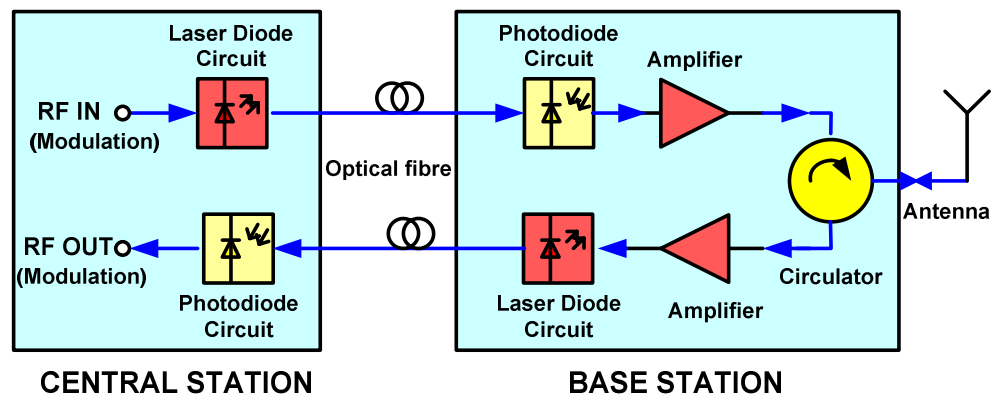 Laser Diode
Circuit
RF IN
(Modulation)
Optical fibre
RF OUT
(Modulation)
Photodiode
Circuit
CENTRAL STATION
Photodiode
Circuit
Amplifier
Antenna
Circulator
Laser Diode
Circuit
Amplifier
BASE STATION